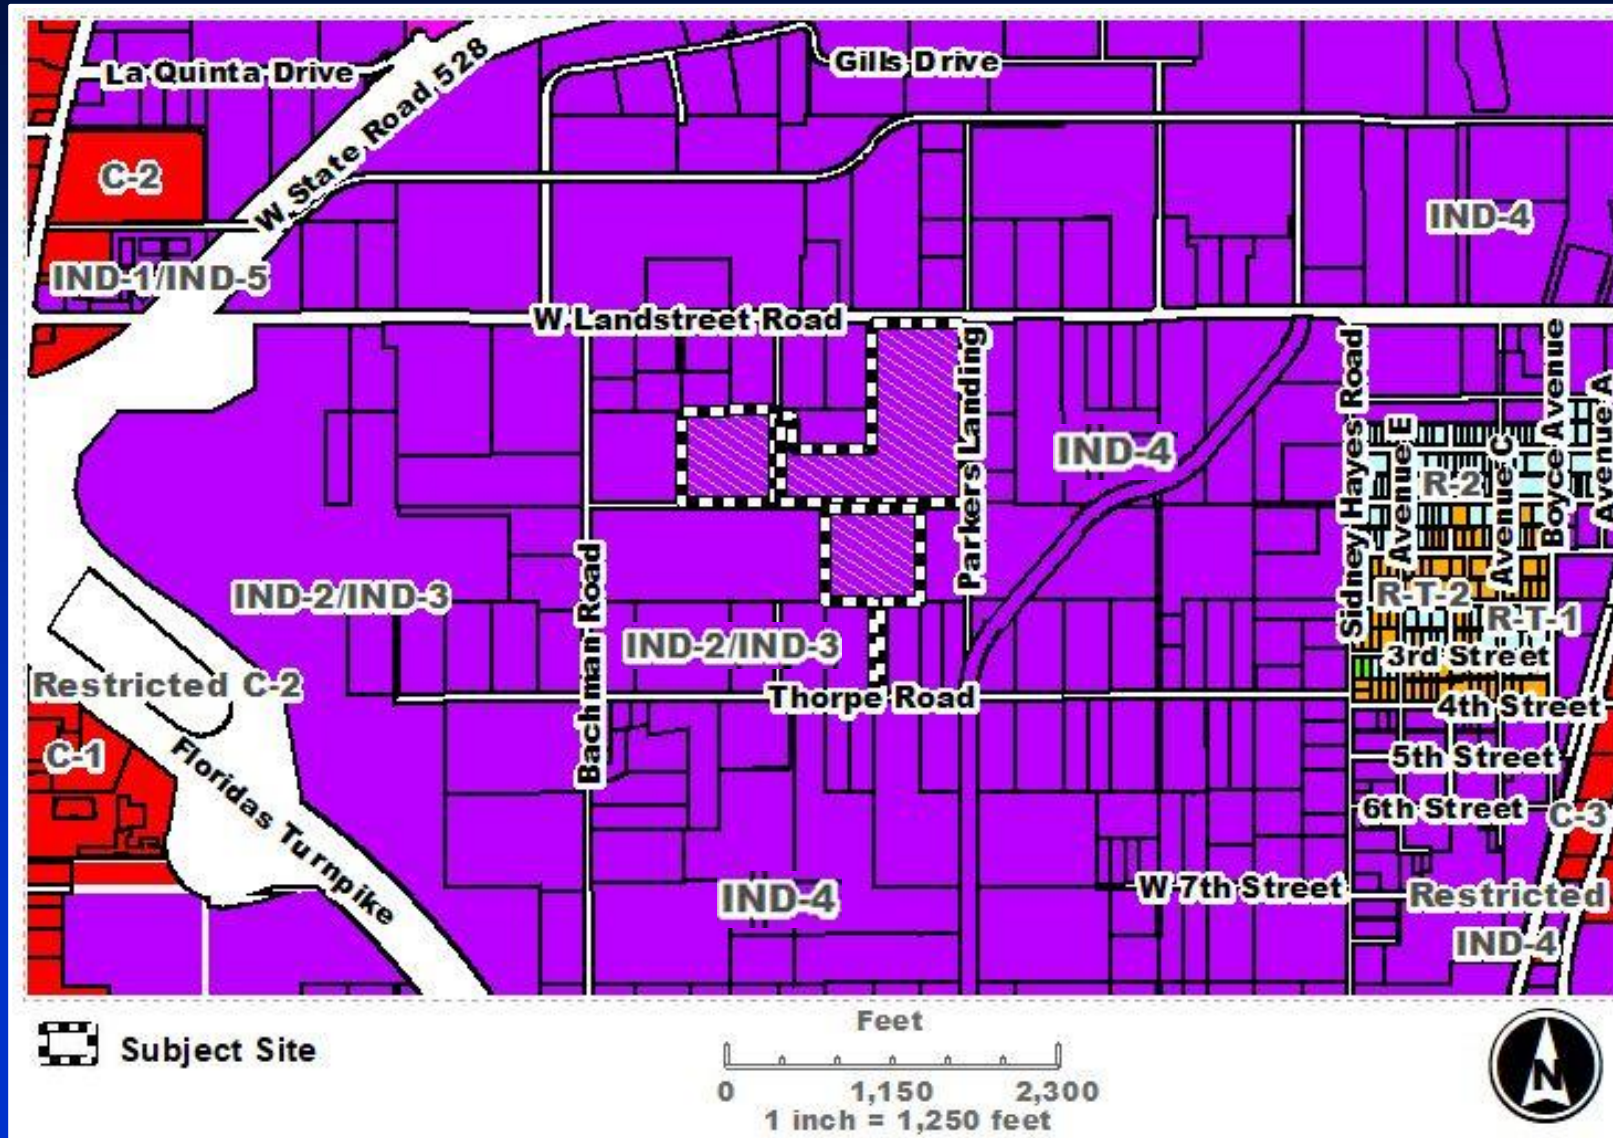 La Quinta Drive
W State Road 528
Gills Drive
C-2
IND-4
IND-1/IND-5
W Landstreet Road
Parkers Landing
IND-4
Sidney Hayes Road
Avenue E
R-2
Avenue C
Boyce Avenue
Avenue A
Bachman Road
IND-2/IND-3
IND-2/IND-3
R-T-2
R-T-1
3rd Street
Restricted C-2
Thorpe Road
4th Street
C-1
Floridas Turnpike
5th Street
6th Street
C-3
IND-4
W 7th Street
Restricted
IND-4
Subject Site
Feet
0 1,150 2,300
1 inch = 1,250 feet
N